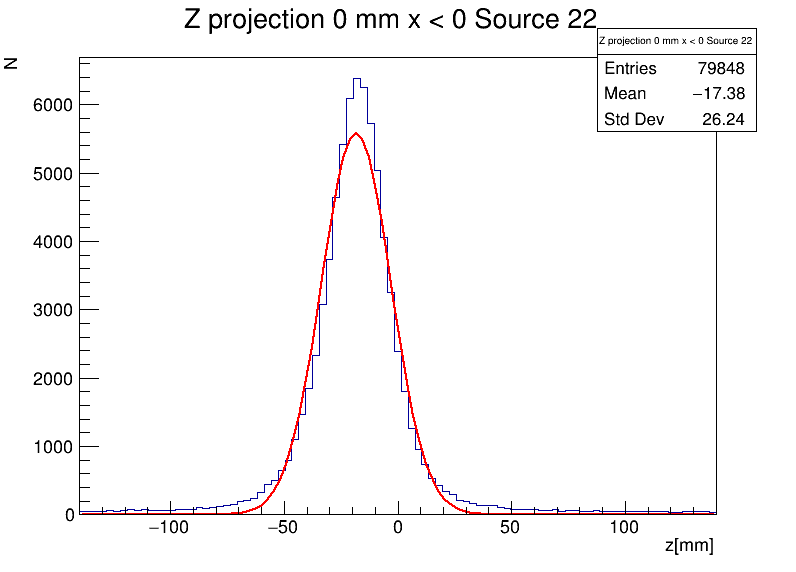 Z projection 0 mm x < 0 Source 22
Z projection 0 mm x < 0 Source 22
Entries 79848
Mean −17.38
Std Dev 26.24
N
6000
5000
4000
3000
2000
1000
0
−100 −50 0 50 100
z[mm]